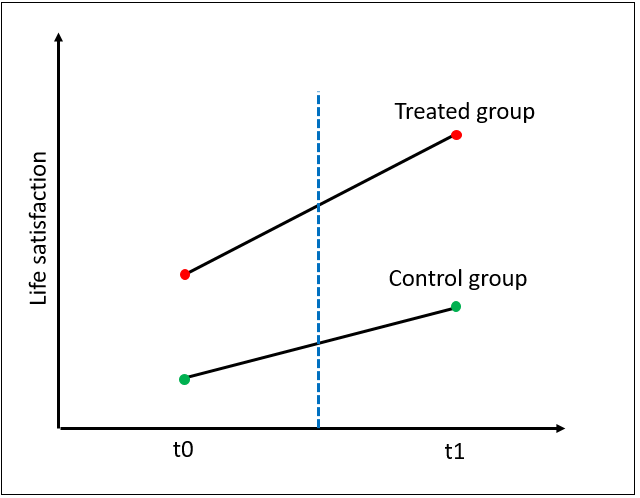 Treated group
Control group
Life satisfaction
t0
t1